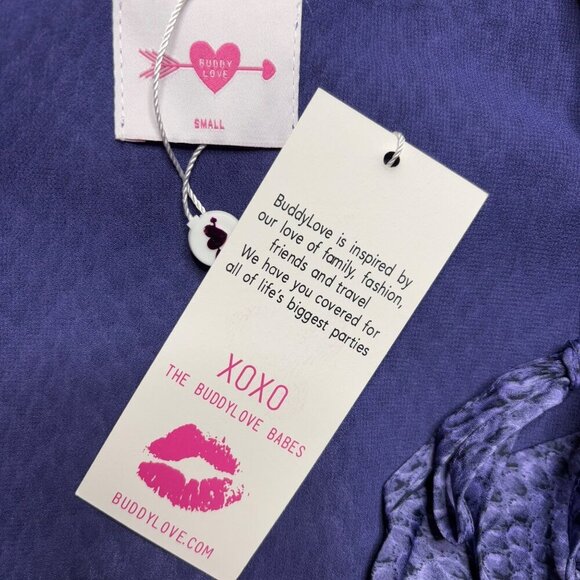 BUDDY
LOVE
SMALL
BuddyLove is inspired by
our love of family, fashion,
friends and travel
We have you covered for
all of life's biggest parties
XOXO
THE BUDDYLOVE BABES
BUDDYLOVE.COM